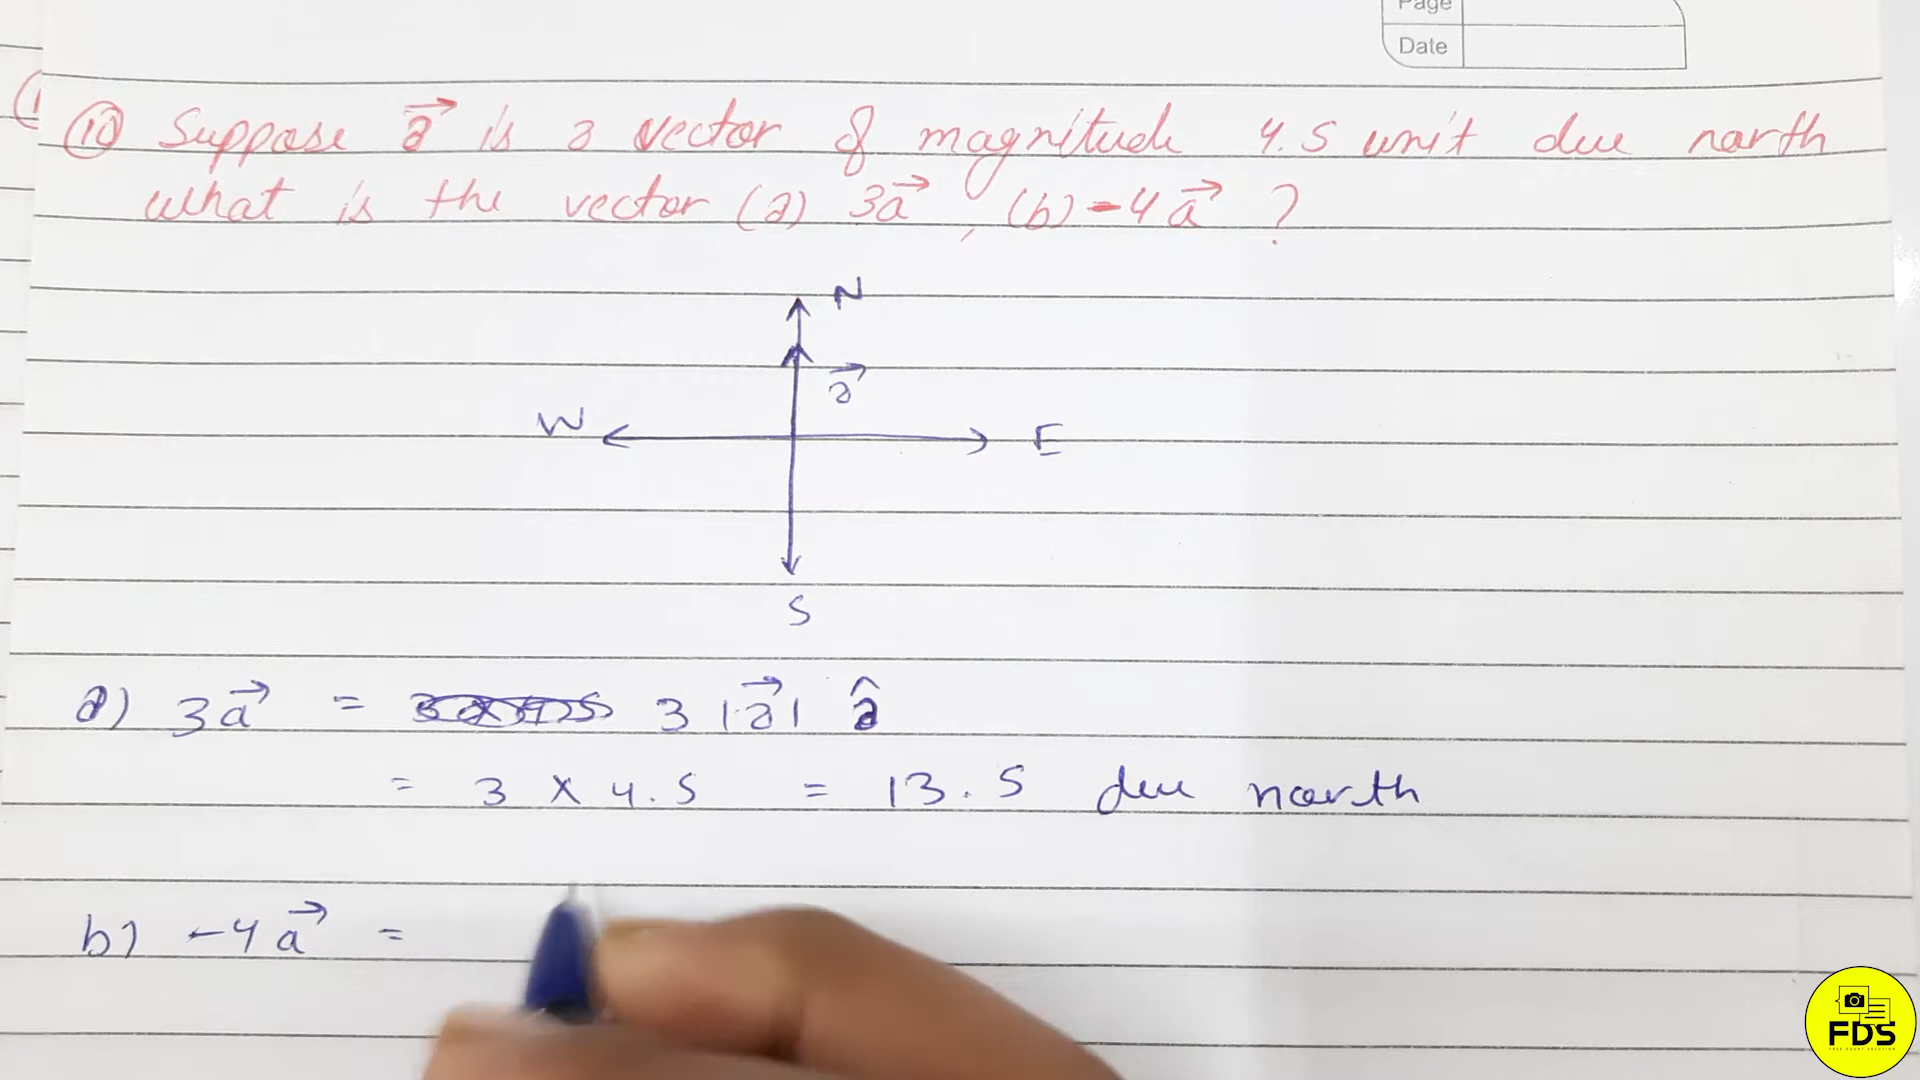 Page
Date
(10) Suppose a⃗ is a vector of magnitude 4.5 unit due narth
what is the vector (a) 3a⃗, (b) -4a⃗ ?
N
a⃗
W
E
S
a) 3a⃗ = 3 |a⃗| â
= 3 × 4.5 = 13.5 due north
b) -4a⃗ =
FDS